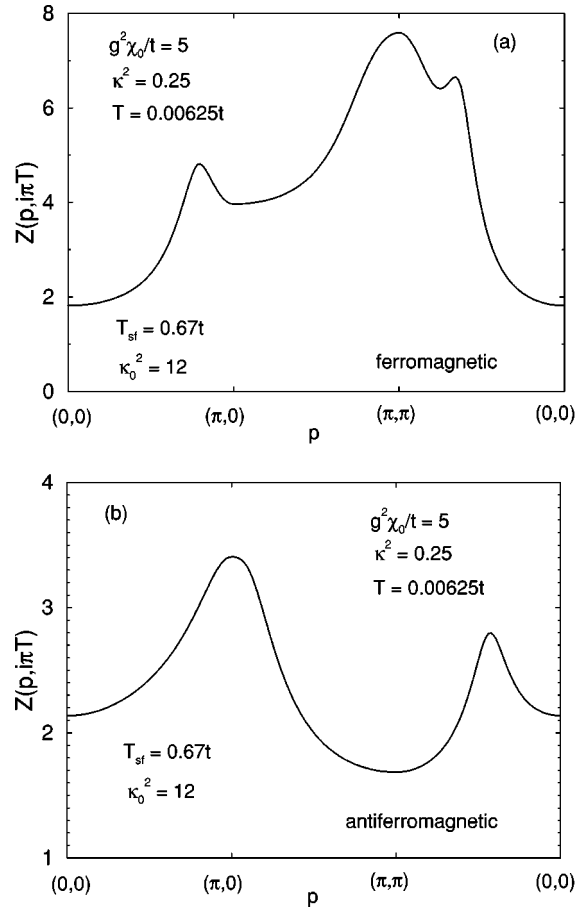 (a)
g²χ₀/t = 5
κ² = 0.25
T = 0.00625t
Z(p,iπT)
8
6
4
2
0
T_sf = 0.67t
κ₀² = 12
ferromagnetic
(0,0) (π,0) (π,π) (0,0)
p
(b)
g²χ₀/t = 5
κ² = 0.25
T = 0.00625t
Z(p,iπT)
4
3
2
1
T_sf = 0.67t
κ₀² = 12
antiferromagnetic
(0,0) (π,0) (π,π) (0,0)
p